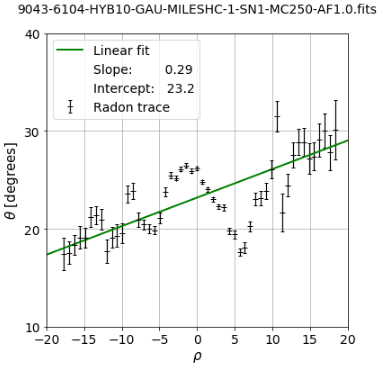 9043-6104-HYB10-GAU-MILESHC-1-SN1-MC250-AF1.0.fits
40
30
20
10
θ [degrees]
Linear fit
Slope: 0.29
Intercept: 23.2
Radon trace
−20 −15 −10 −5 0 5 10 15 20
ρ